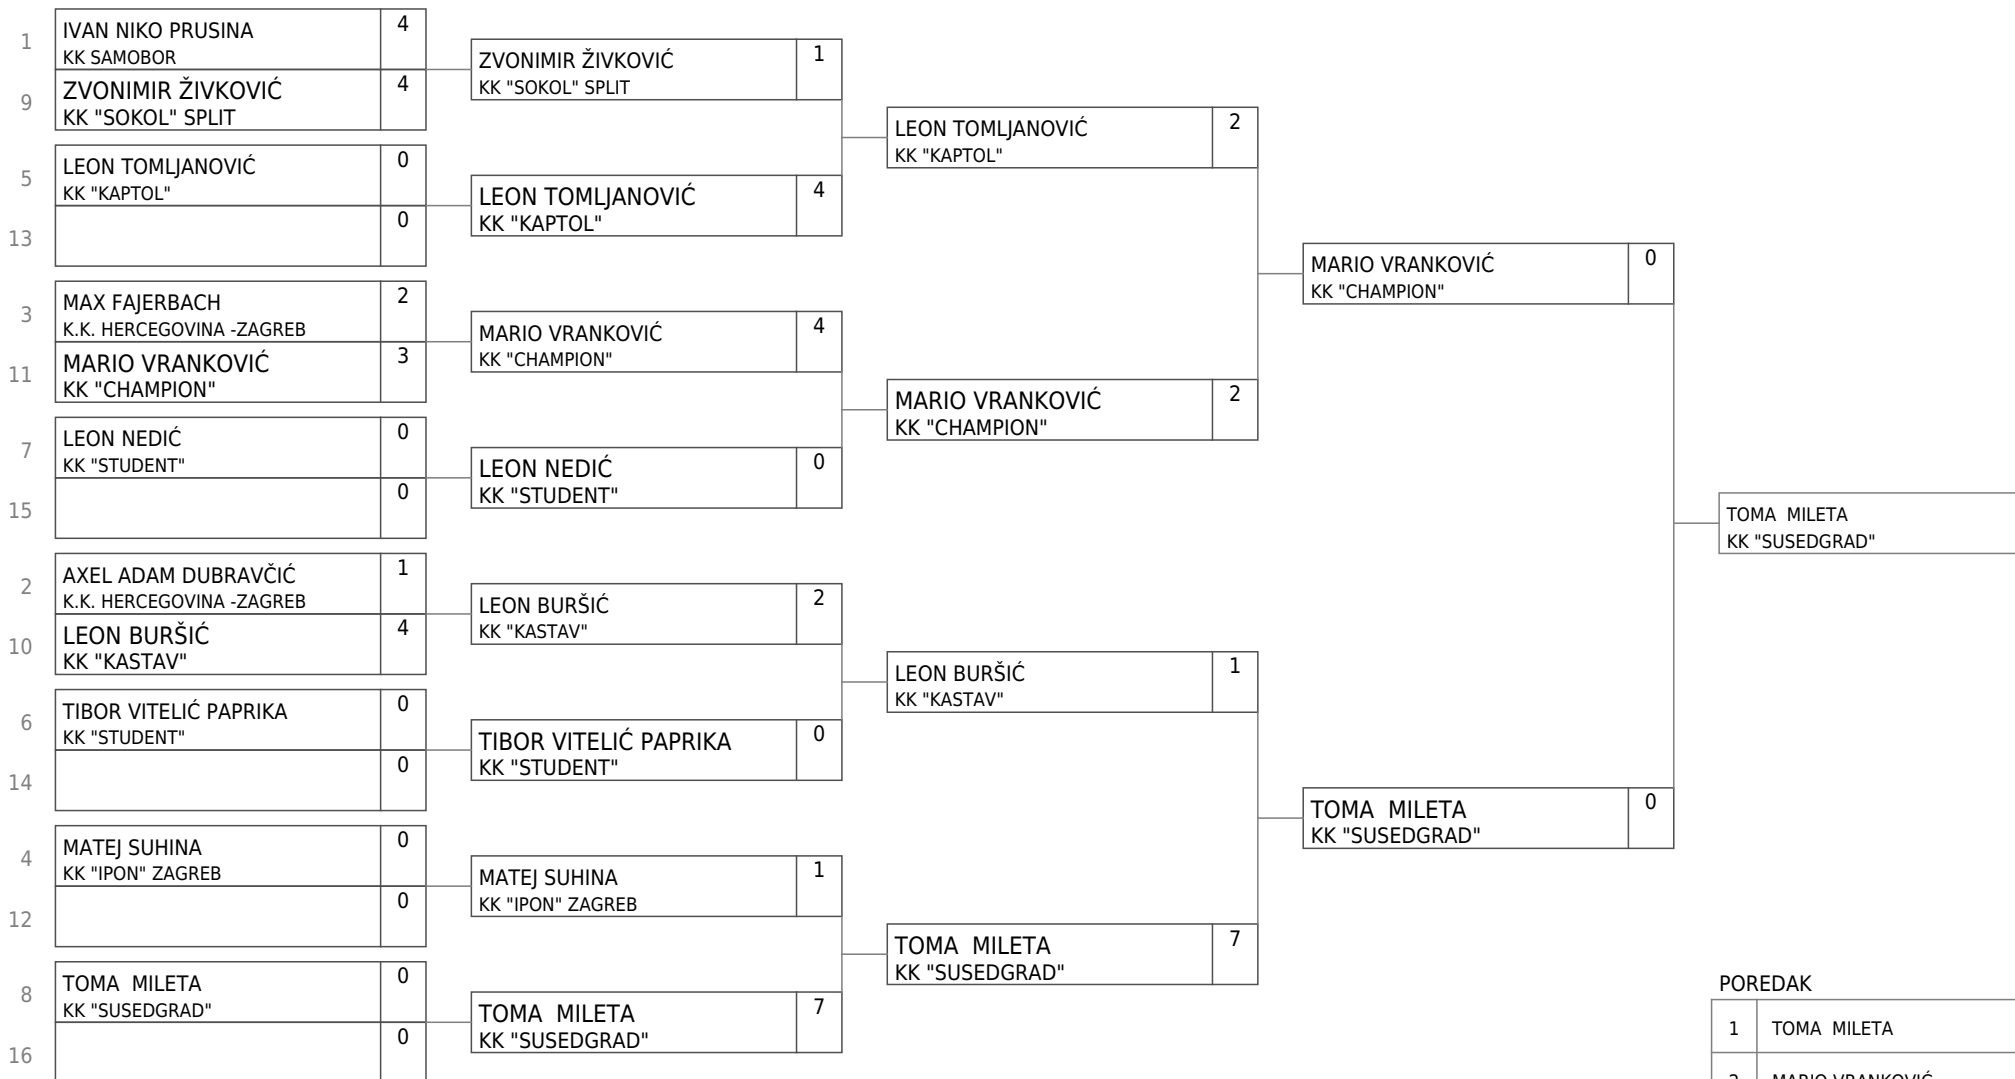 1
IVAN NIKO PRUSINA
KK SAMOBOR
4
9
ZVONIMIR ŽIVKOVIĆ
KK "SOKOL" SPLIT
4
5
LEON TOMLJANOVIĆ
KK "KAPTOL"
0
13
0
3
MAX FAJERBACH
K.K. HERCEGOVINA -ZAGREB
2
11
MARIO VRANKOVIĆ
KK "CHAMPION"
3
7
LEON NEDIĆ
KK "STUDENT"
0
15
0
2
AXEL ADAM DUBRAVČIĆ
K.K. HERCEGOVINA -ZAGREB
1
10
LEON BURŠIĆ
KK "KASTAV"
4
6
TIBOR VITELIĆ PAPRIKA
KK "STUDENT"
0
14
0
4
MATEJ SUHINA
KK "IPON" ZAGREB
0
12
0
8
TOMA  MILETA
KK "SUSEDGRAD"
0
16
0
ZVONIMIR ŽIVKOVIĆ
KK "SOKOL" SPLIT
1
LEON TOMLJANOVIĆ
KK "KAPTOL"
4
MARIO VRANKOVIĆ
KK "CHAMPION"
4
LEON NEDIĆ
KK "STUDENT"
0
LEON BURŠIĆ
KK "KASTAV"
2
TIBOR VITELIĆ PAPRIKA
KK "STUDENT"
0
MATEJ SUHINA
KK "IPON" ZAGREB
1
TOMA  MILETA
KK "SUSEDGRAD"
7
LEON TOMLJANOVIĆ
KK "KAPTOL"
2
MARIO VRANKOVIĆ
KK "CHAMPION"
2
LEON BURŠIĆ
KK "KASTAV"
1
TOMA  MILETA
KK "SUSEDGRAD"
7
MARIO VRANKOVIĆ
KK "CHAMPION"
0
TOMA  MILETA
KK "SUSEDGRAD"
0
TOMA  MILETA
KK "SUSEDGRAD"
POREDAK
1 TOMA  MILETA
2 MARIO VRANKOVIĆ